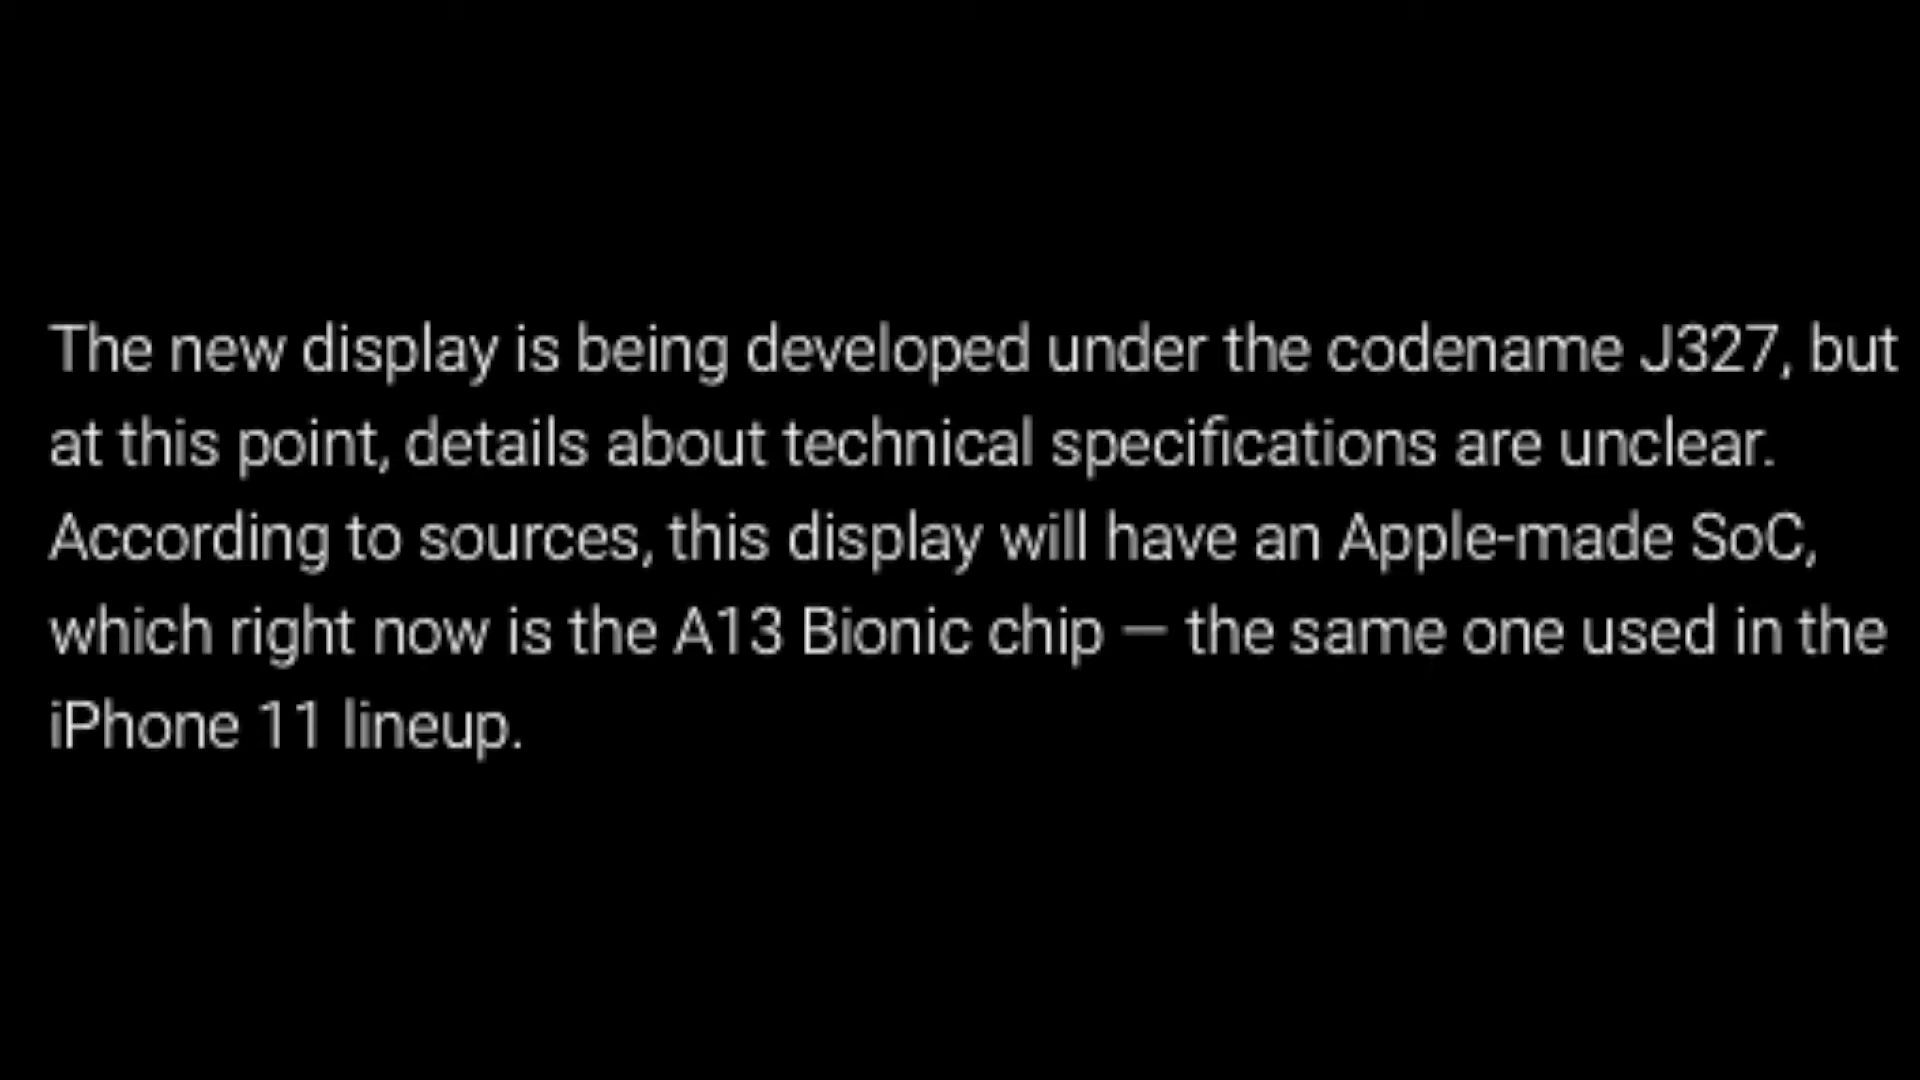 The new display is being developed under the codename J327, but
at this point, details about technical specifications are unclear.
According to sources, this display will have an Apple-made SoC,
which right now is the A13 Bionic chip — the same one used in the
iPhone 11 lineup.